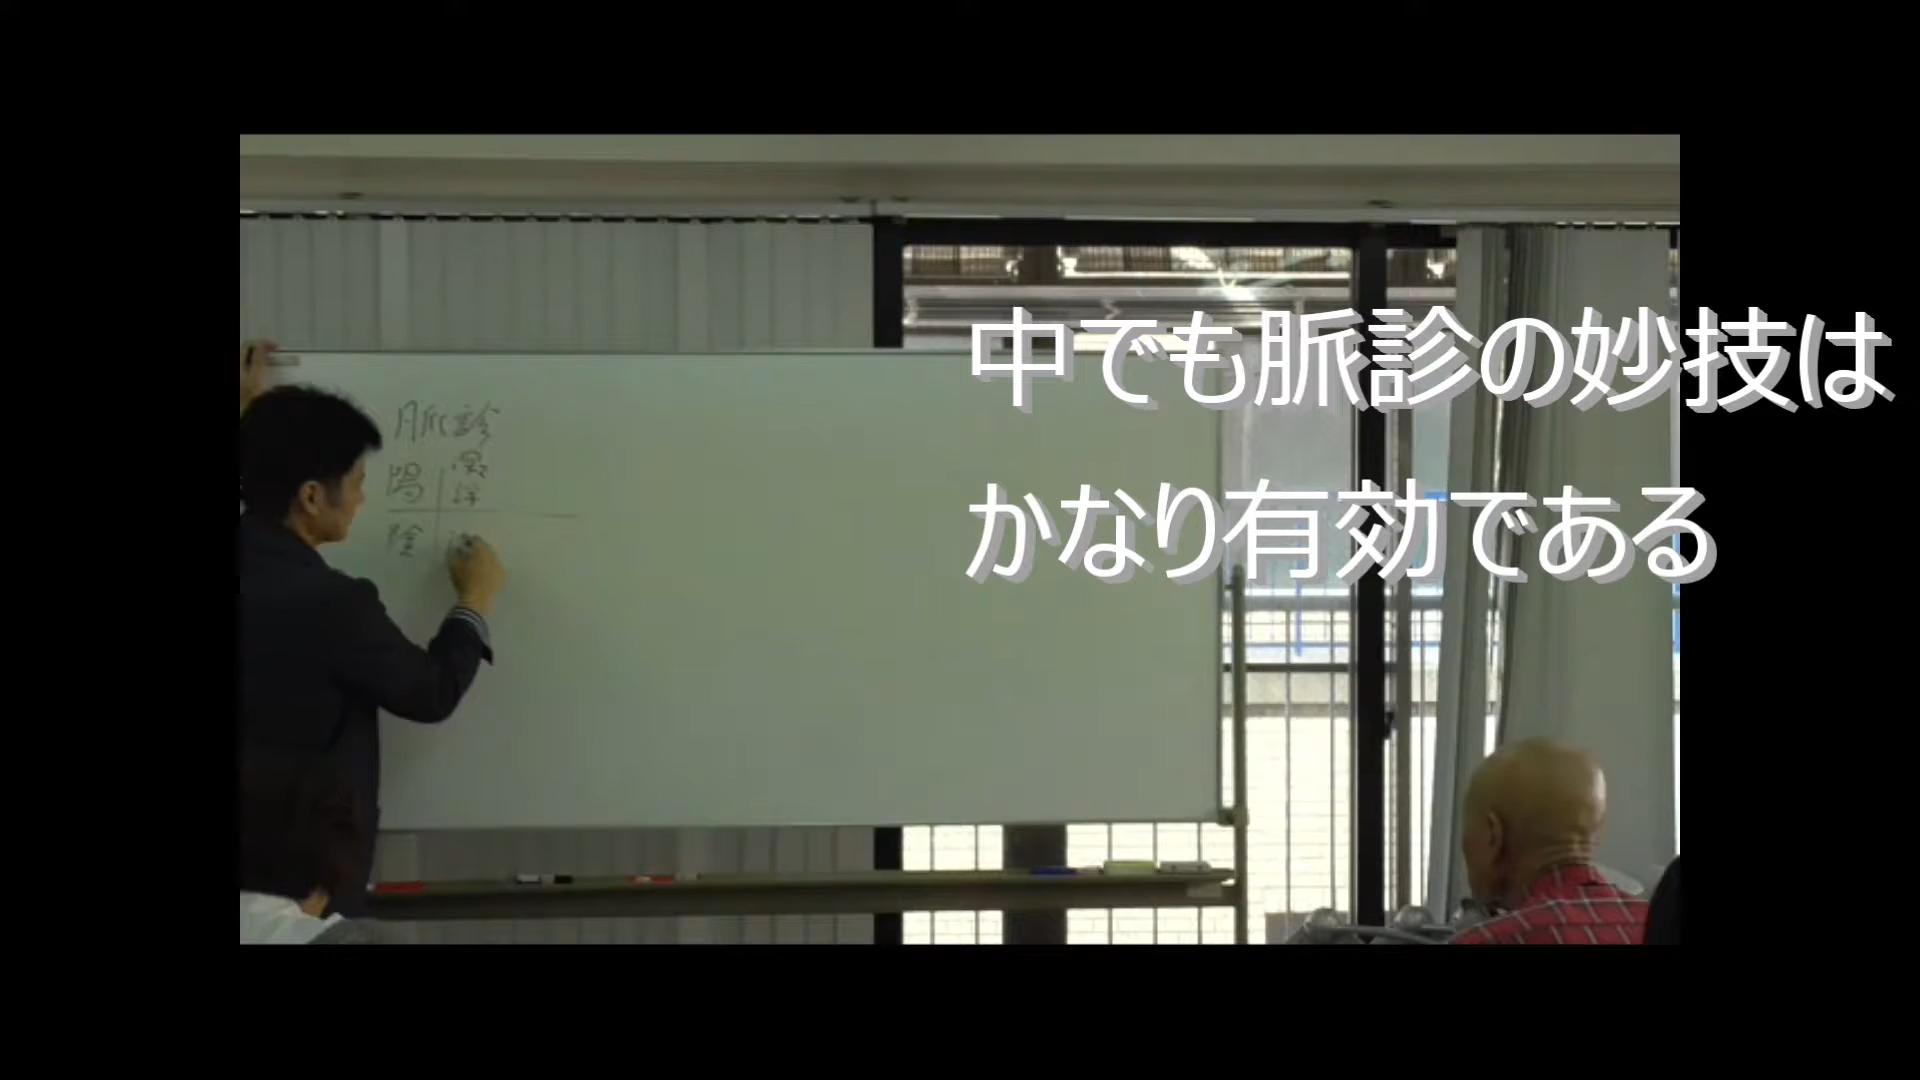 中でも脈診の妙技は
かなり有効である
脈診
陽
陰